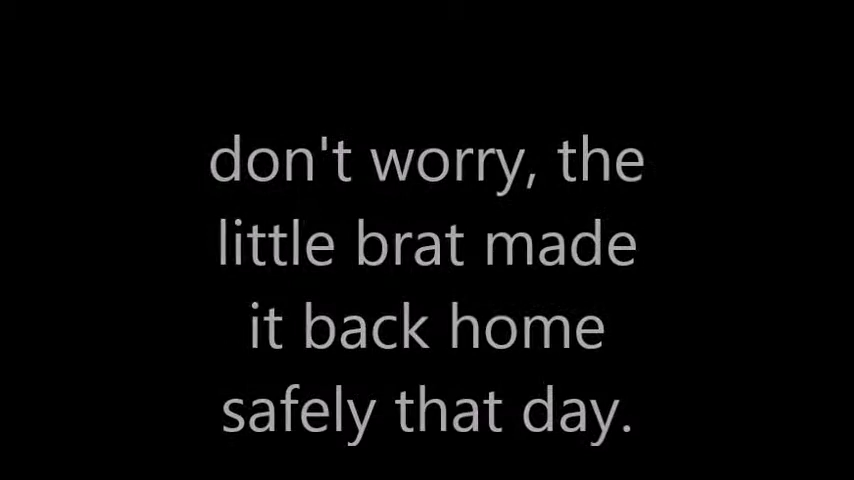 don't worry, the
little brat made
it back home
safely that day.